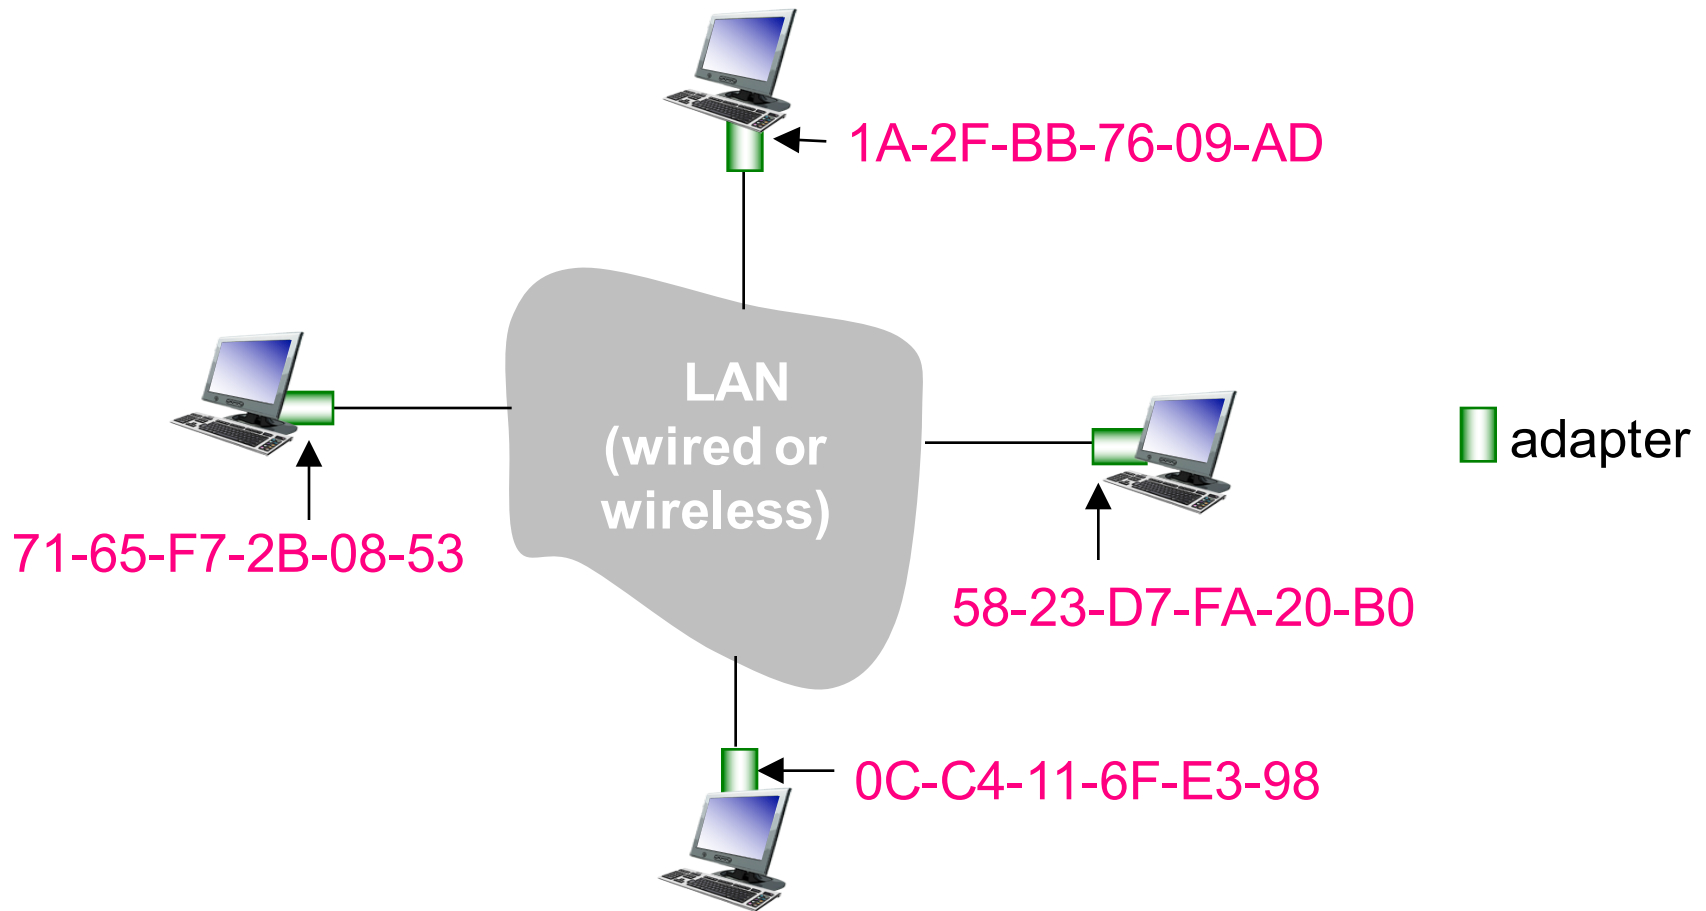 1A-2F-BB-76-09-AD
LAN
(wired or
wireless)
adapter
71-65-F7-2B-08-53
58-23-D7-FA-20-B0
0C-C4-11-6F-E3-98